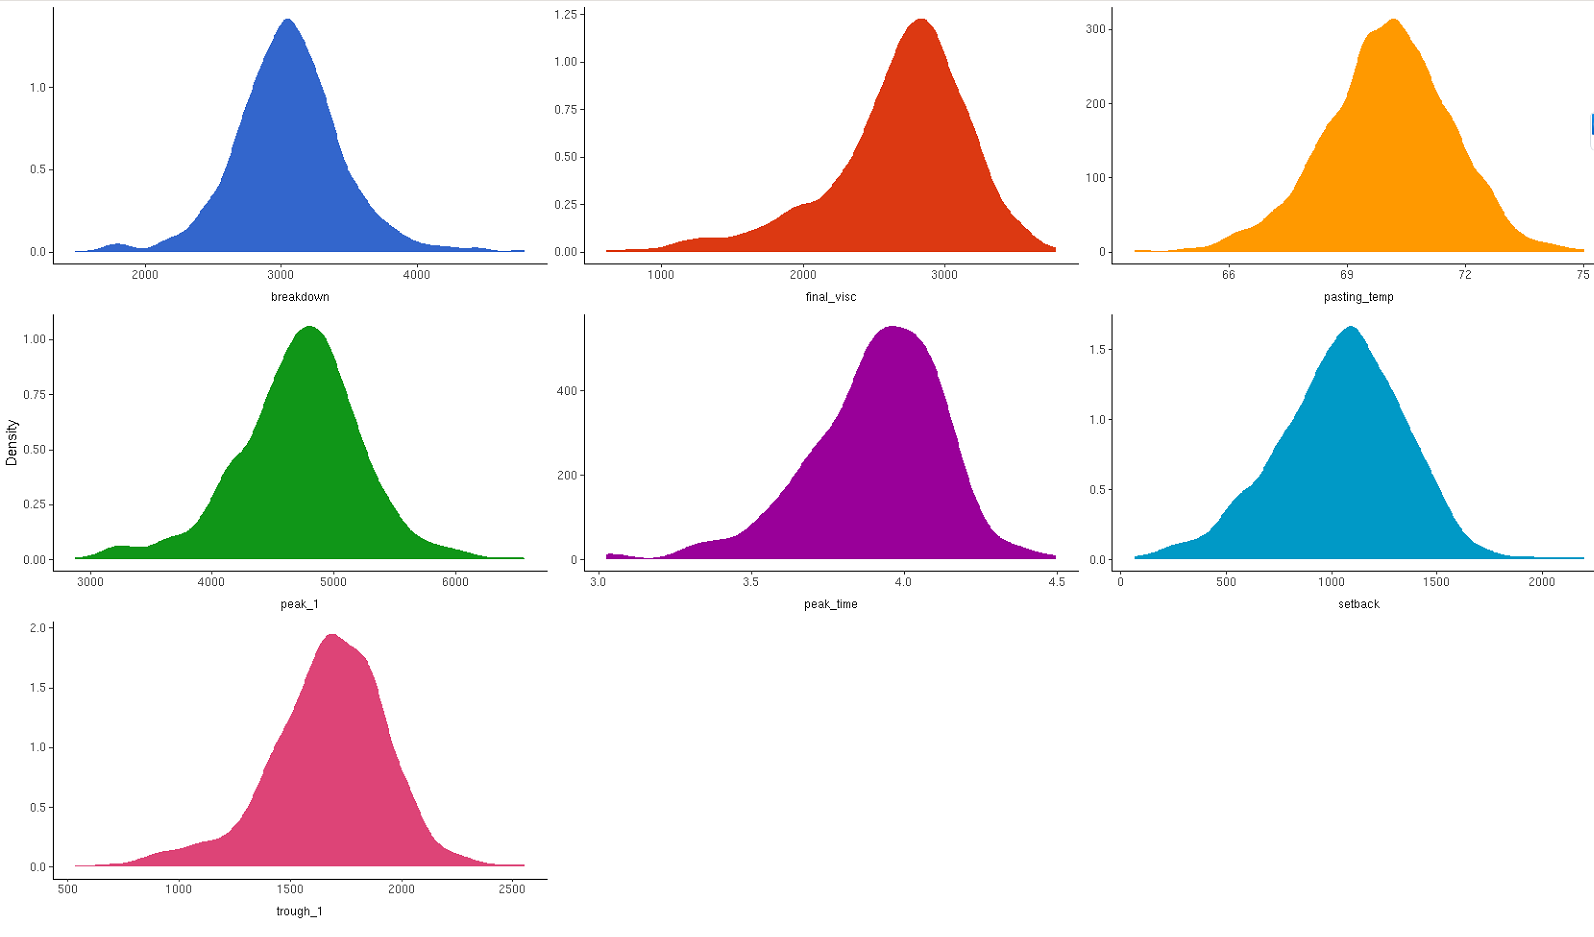 1.0
0.5
0.0
2000 3000 4000
breakdown
1.25
1.00
0.75
0.50
0.25
0.00
1000 2000 3000
final_visc
300
200
100
0
66 69 72 75
pasting_temp
Density
1.00
0.75
0.50
0.25
0.00
3000 4000 5000 6000
peak_1
400
200
0
3.0 3.5 4.0 4.5
peak_time
1.5
1.0
0.5
0.0
0 500 1000 1500 2000
setback
2.0
1.5
1.0
0.5
0.0
500 1000 1500 2000 2500
trough_1